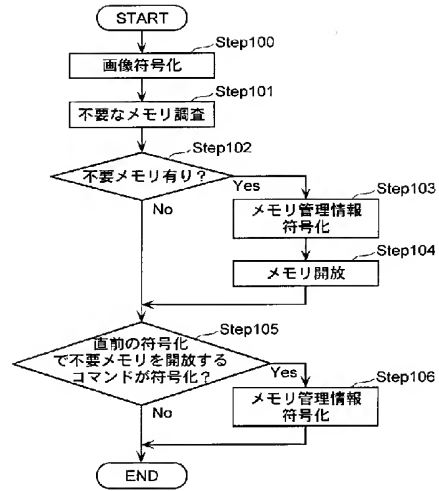 START
Step100
画像符号化
Step101
不要なメモリ調査
Step102
不要メモリ有り？
Yes
No
Step103
メモリ管理情報
符号化
Step104
メモリ開放
Step105
直前の符号化
で不要メモリを開放する
コマンドが符号化？
Yes
No
Step106
メモリ管理情報
符号化
END